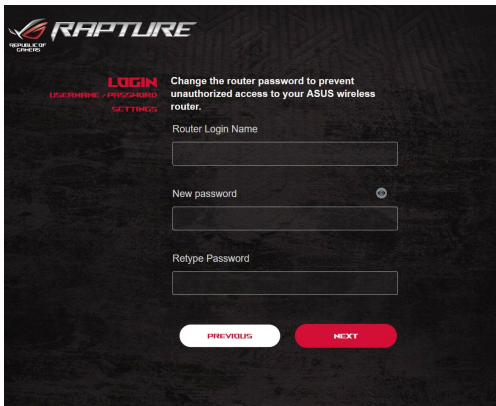 REPUBLIC OF
GAMERS
RAPTURE
LOGIN
USERNAME / PASSWORD
SETTINGS
Change the router password to prevent
unauthorized access to your ASUS wireless
router.
Router Login Name
New password
Retype Password
PREVIOUS
NEXT